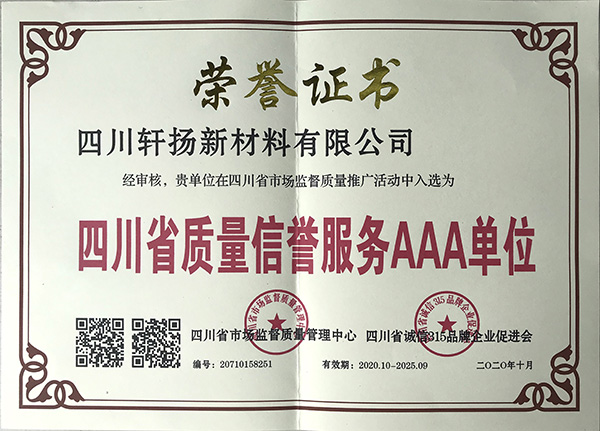 荣誉证书
四川轩扬新材料有限公司
经审核，贵单位在四川省市场监督质量推广活动中入选为
四川省质量信誉服务AAA单位
四川省市场监督质量管理中心 四川省诚信315品牌企业促进会
编号：20710158251 有效期：2020.10-2025.09 二〇二〇年十月